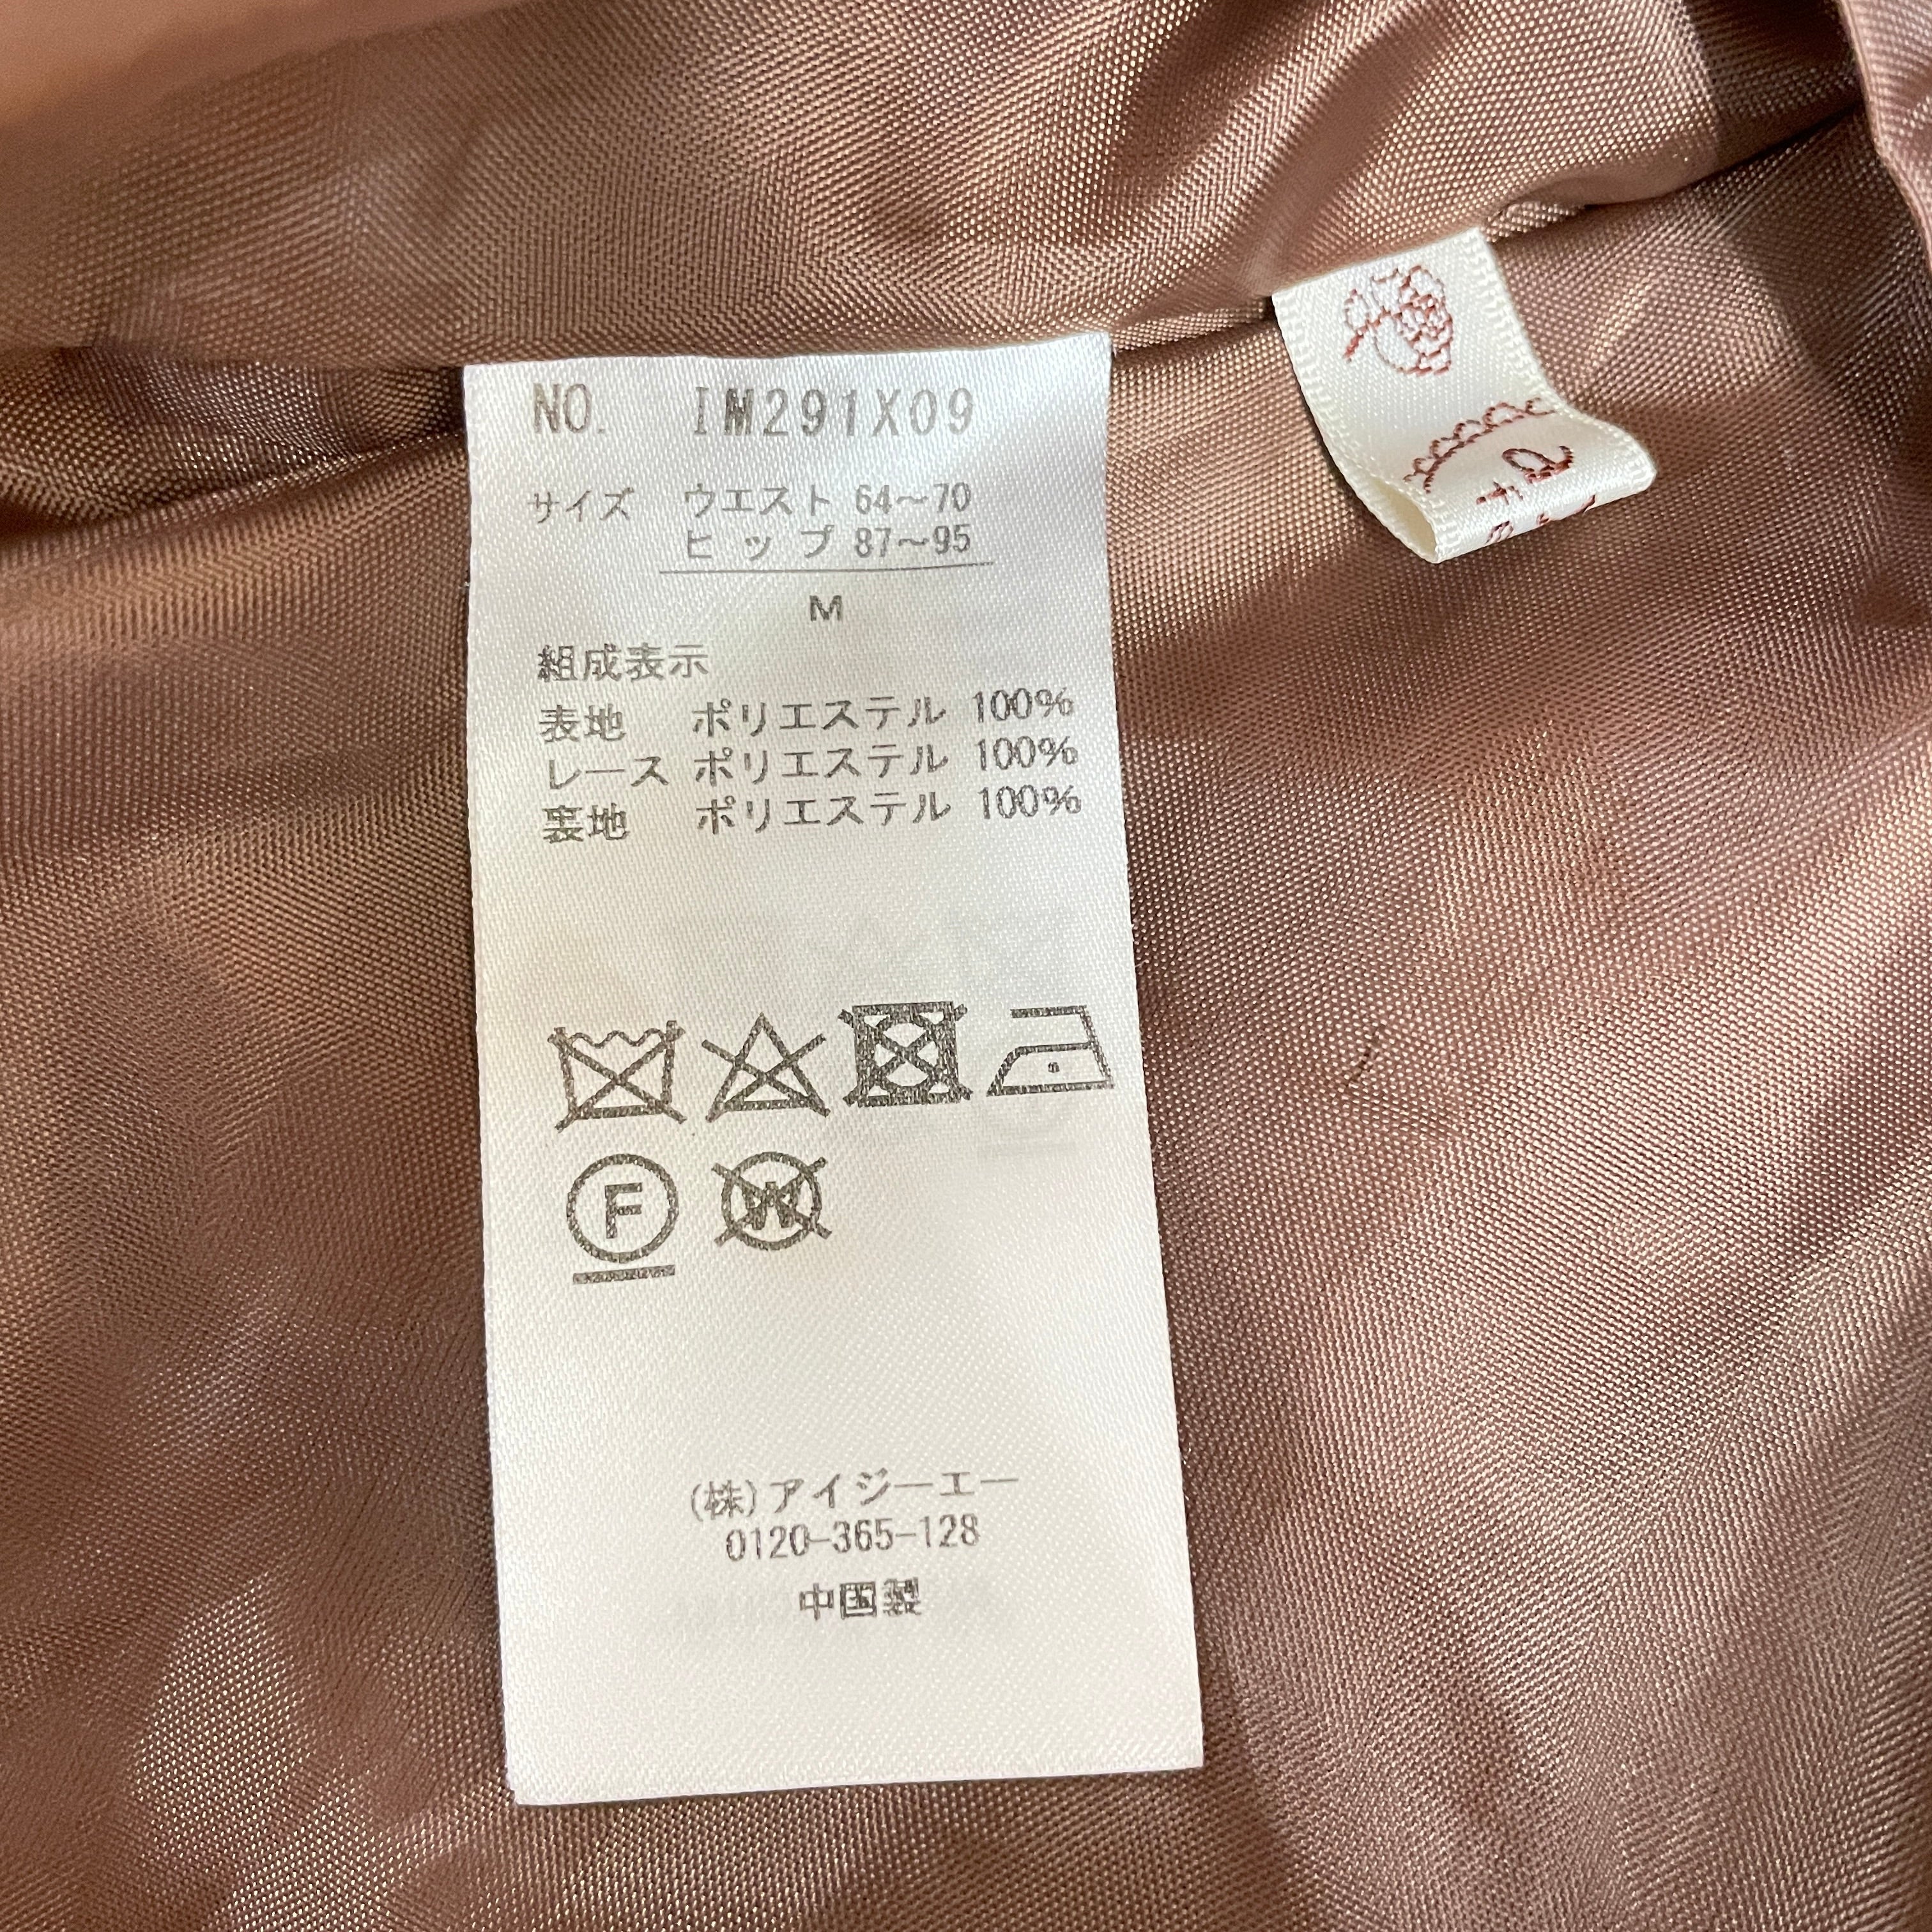 NO. IM291X09
サイズ ウエスト 64～70
ヒップ 87～95
M
組成表示
表地 ポリエステル 100%
レース ポリエステル 100%
裏地 ポリエステル 100%
F
W
(株)アイジーエー
0120-365-128
中国製